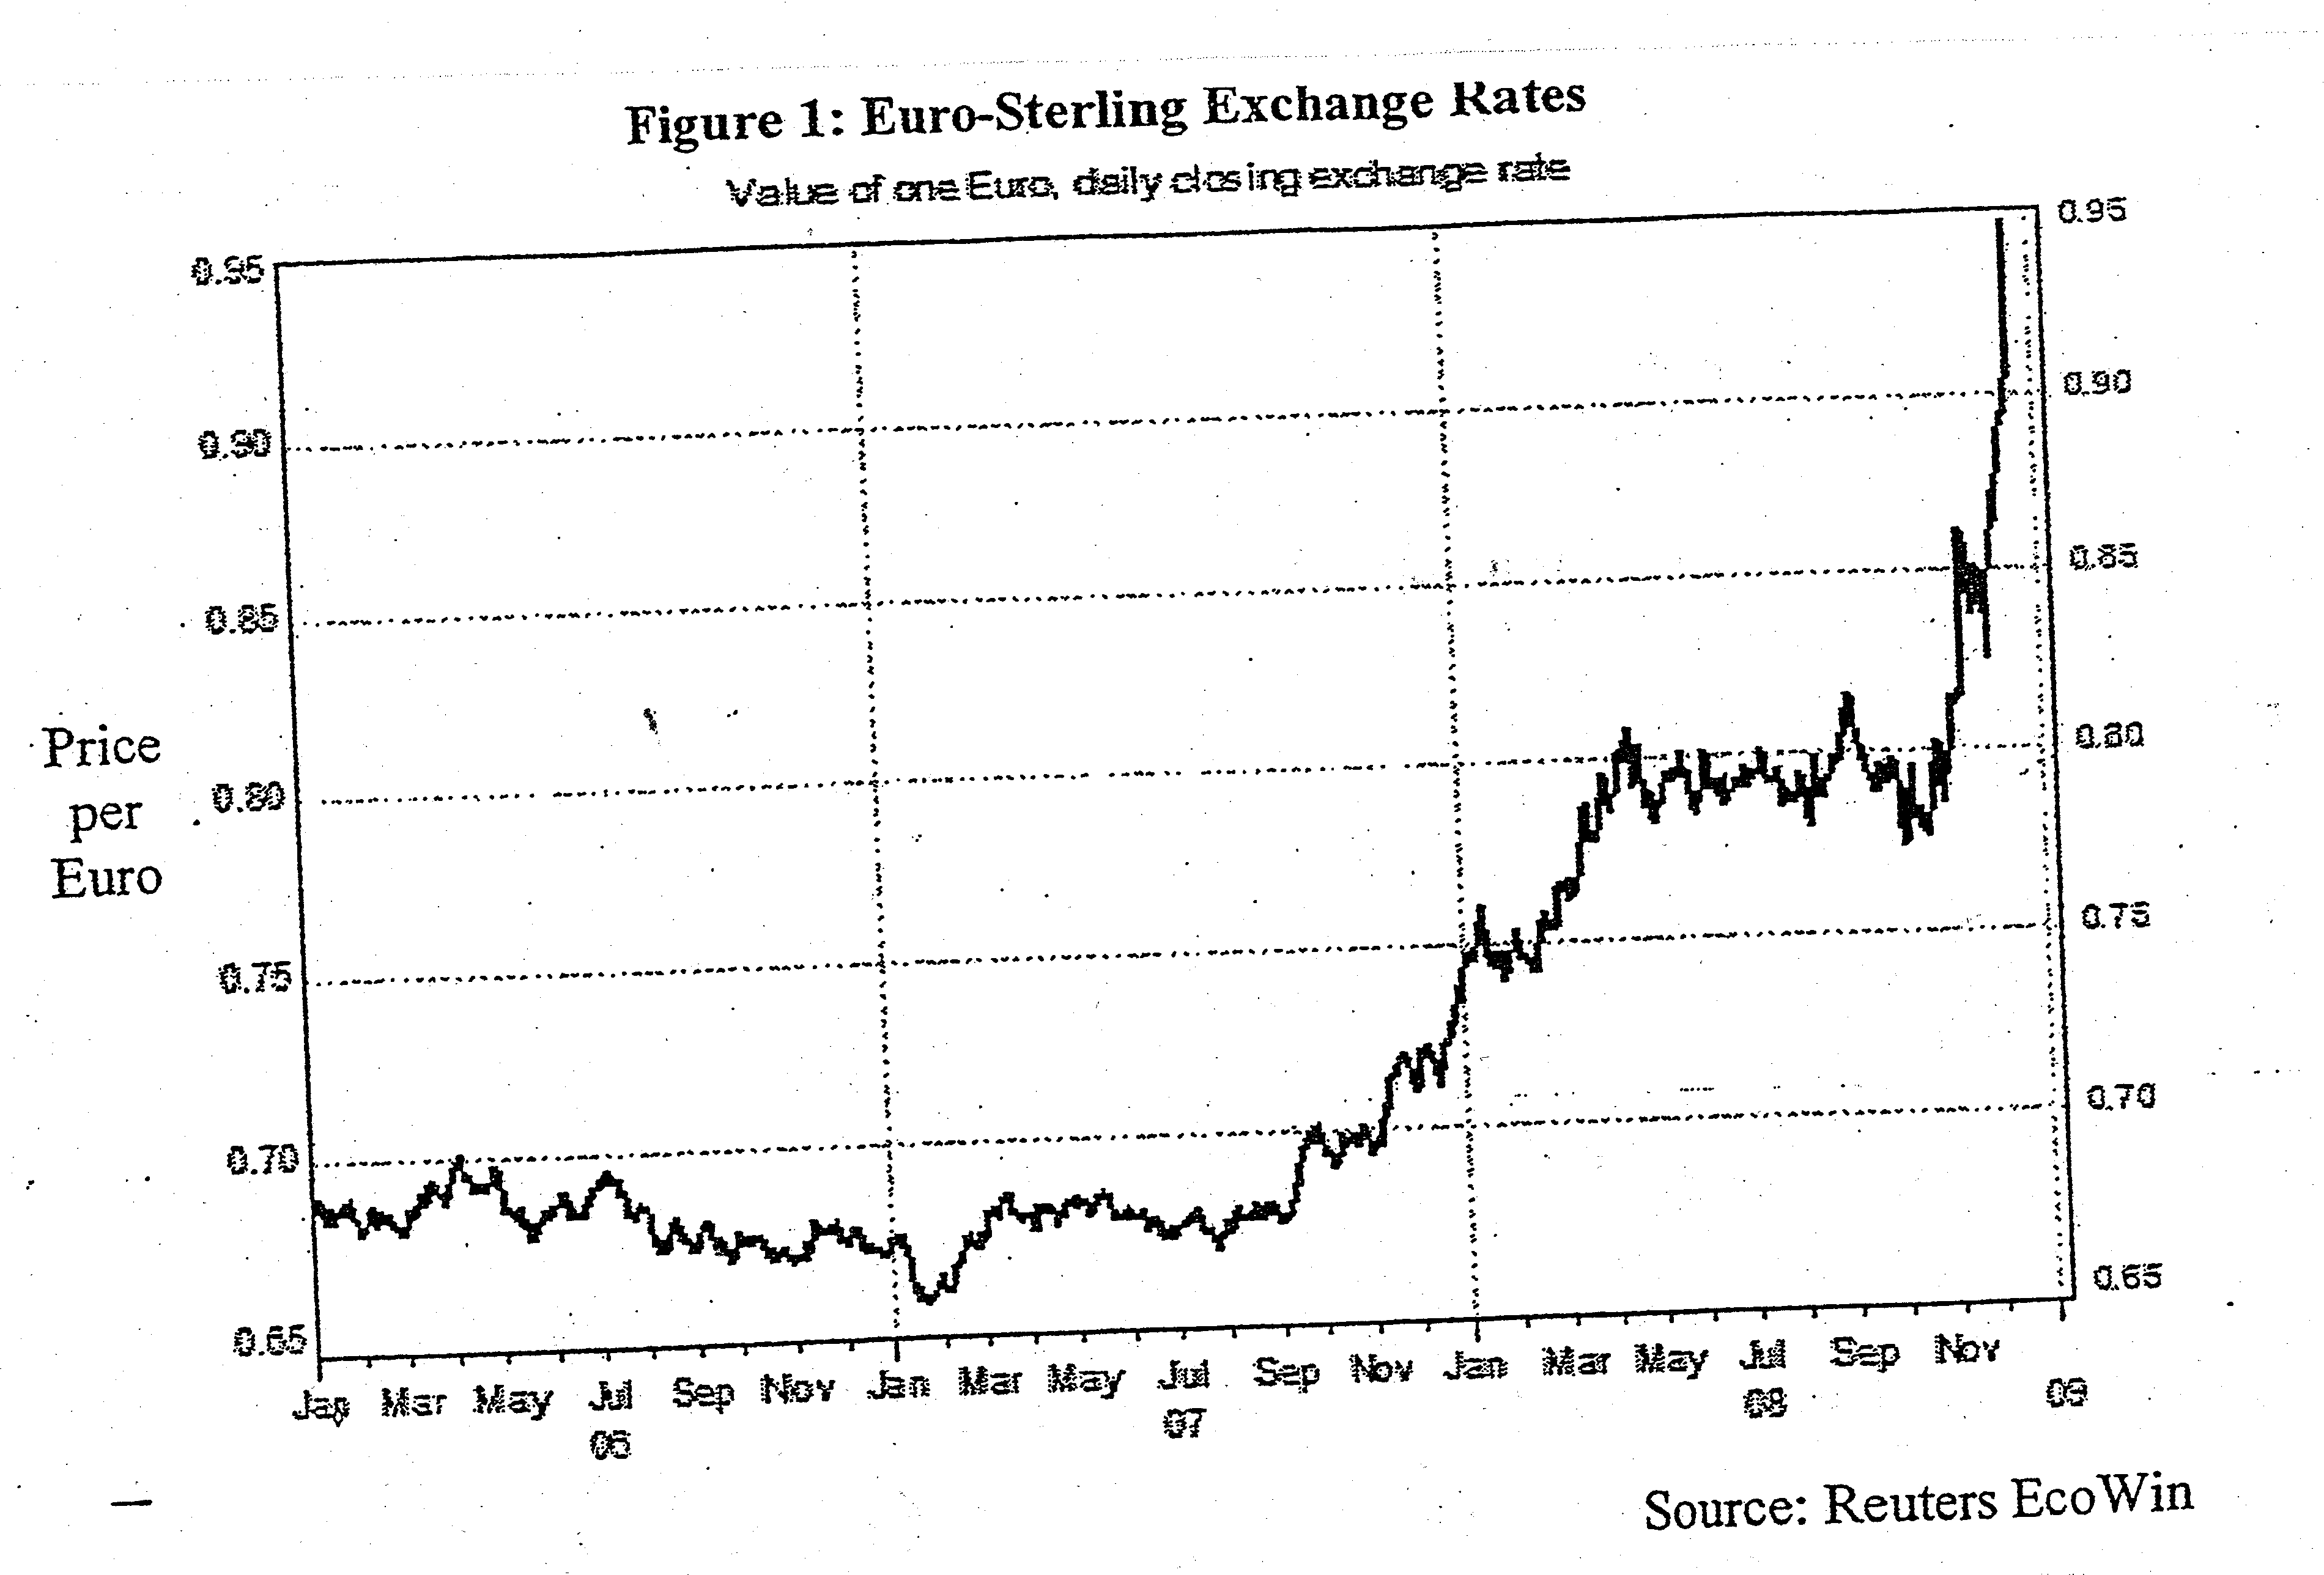 Figure 1: Euro-Sterling Exchange Rates
Value of one Euro, daily closing exchange rate
0.95 0.95
0.90 0.90
0.85 0.85
Price
per
Euro
0.80 0.80
0.75 0.75
0.70 0.70
0.65 0.65
Jan Mar May Jul Sep Nov Jan Mar May Jul Sep Nov Jan Mar May Jul Sep Nov
06 07 08 09
Source: Reuters EcoWin